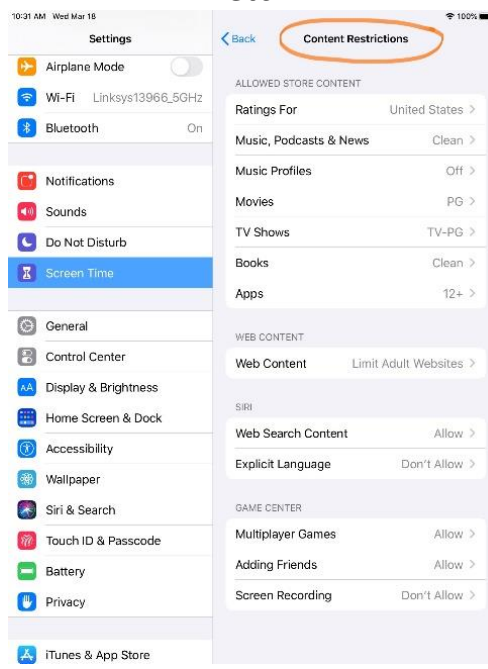 10:31 AM Wed Mar 18
100%
Settings
Airplane Mode
Wi-Fi Linksys13966_5GHz
Bluetooth On
Notifications
Sounds
Do Not Disturb
Screen Time
General
Control Center
Display & Brightness
Home Screen & Dock
Accessibility
Wallpaper
Siri & Search
Touch ID & Passcode
Battery
Privacy
iTunes & App Store
Back Content Restrictions
ALLOWED STORE CONTENT
Ratings For United States
Music, Podcasts & News Clean
Music Profiles Off
Movies PG
TV Shows TV-PG
Books Clean
Apps 12+
WEB CONTENT
Web Content Limit Adult Websites
SIRI
Web Search Content Allow
Explicit Language Don't Allow
GAME CENTER
Multiplayer Games Allow
Adding Friends Allow
Screen Recording Don't Allow